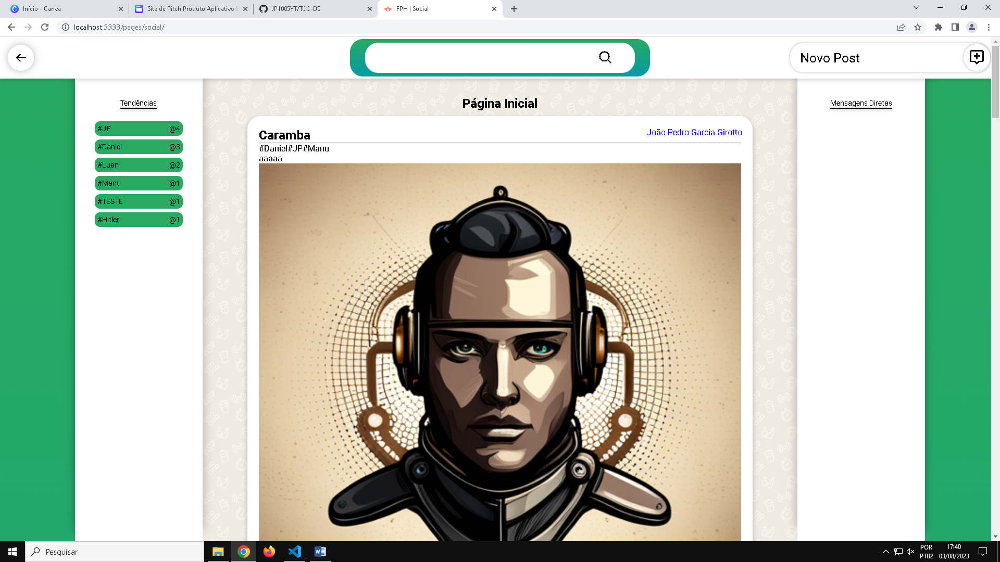 Início - Canva
Site de Pitch Produto Aplicativo
JP1005YT/TCC-DS
FPH | Social
localhost:3333/pages/social/
Novo Post
Tendências
#JP @4
#Daniel @3
#Luan @2
#Manu @1
#TESTE @1
#Hitler @1
Página Inicial
Caramba
João Pedro Garcia Girotto
#Daniel#JP#Manu
aaaaa
Mensagens Diretas
Pesquisar
POR
PTB2
17:40
03/08/2023